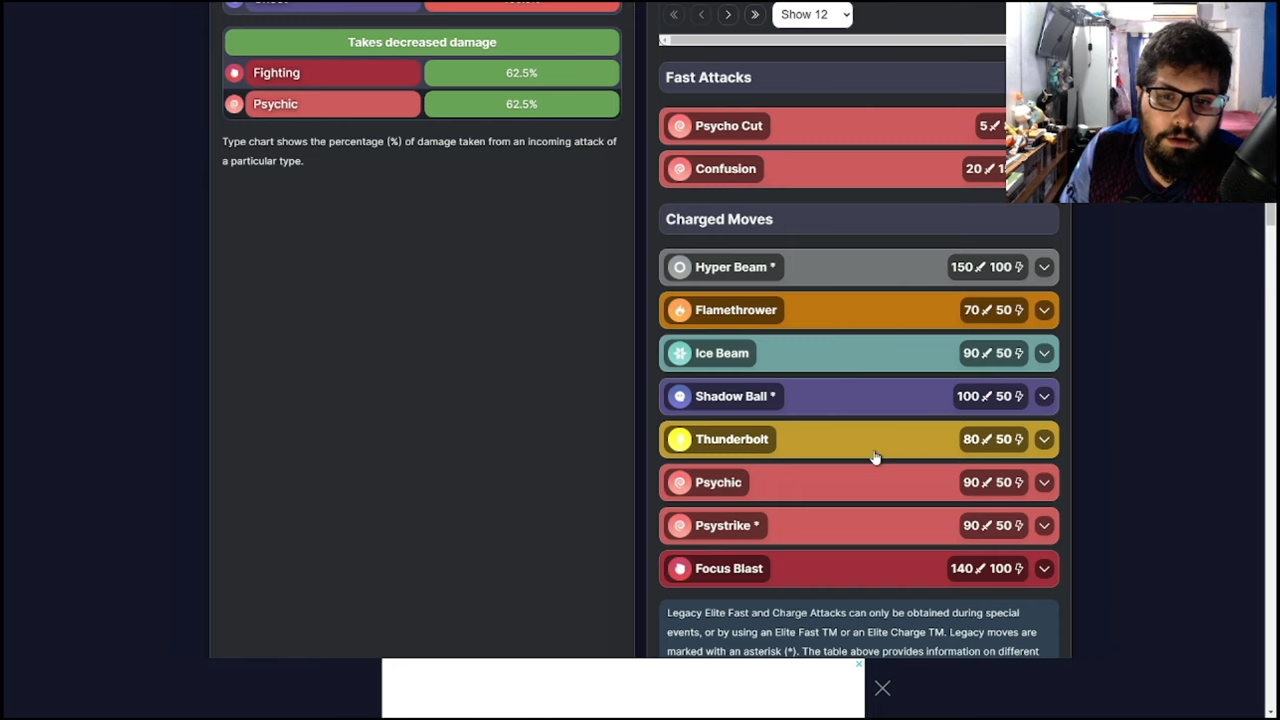 Takes decreased damage
Fighting
62.5%
Psychic
62.5%
Type chart shows the percentage (%) of damage taken from an incoming attack of
a particular type.
Show 12
Fast Attacks
Psycho Cut
5
Confusion
20
Charged Moves
Hyper Beam *
150 100
Flamethrower
70 50
Ice Beam
90 50
Shadow Ball *
100 50
Thunderbolt
80 50
Psychic
90 50
Psystrike *
90 50
Focus Blast
140 100
Legacy Elite Fast and Charge Attacks can only be obtained during special
events, or by using an Elite Fast TM or an Elite Charge TM. Legacy moves are
marked with an asterisk (*). The table above provides information on different